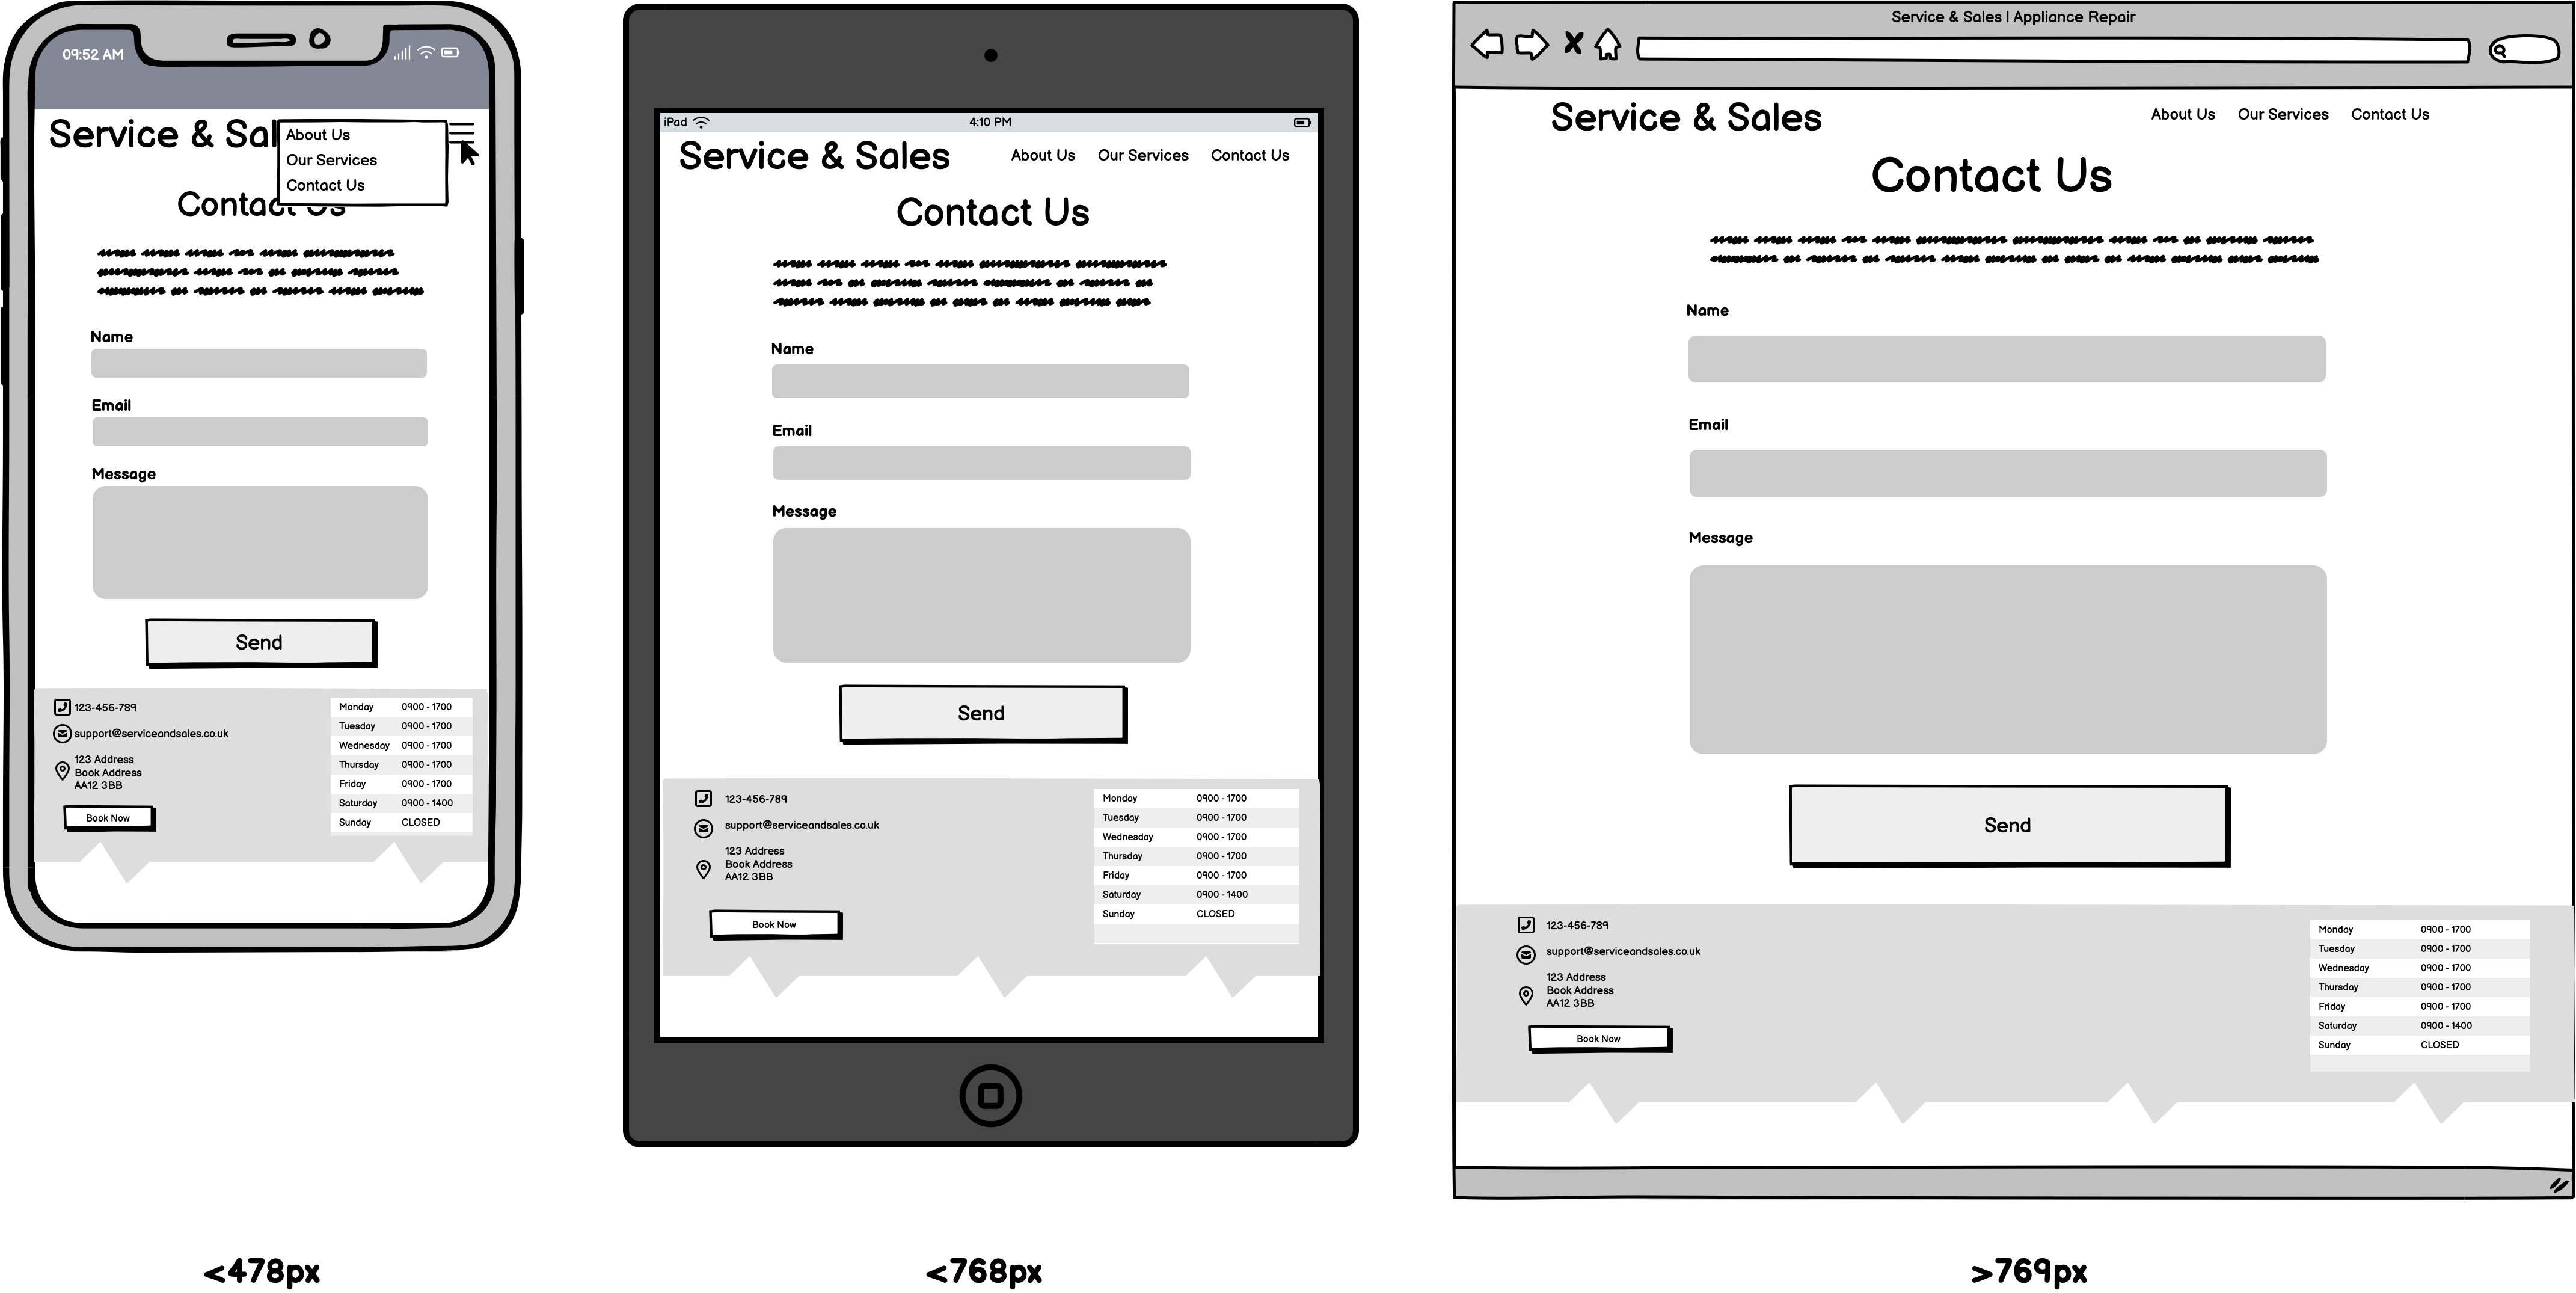 09:52 AM
Service & Sal
About Us
Our Services
Contact Us
Contact Us
Name
Email
Message
Send
123-456-789
support@serviceandsales.co.uk
123 Address
Book Address
AA12 3BB
Book Now
Monday 0900 - 1700
Tuesday 0900 - 1700
Wednesday 0900 - 1700
Thursday 0900 - 1700
Friday 0900 - 1700
Saturday 0900 - 1400
Sunday CLOSED
<478px
iPad 4:10 PM
Service & Sales About Us Our Services Contact Us
Contact Us
Name
Email
Message
Send
123-456-789
support@serviceandsales.co.uk
123 Address
Book Address
AA12 3BB
Book Now
Monday 0900 - 1700
Tuesday 0900 - 1700
Wednesday 0900 - 1700
Thursday 0900 - 1700
Friday 0900 - 1700
Saturday 0900 - 1400
Sunday CLOSED
<768px
Service & Sales | Appliance Repair
Service & Sales About Us Our Services Contact Us
Contact Us
Name
Email
Message
Send
123-456-789
support@serviceandsales.co.uk
123 Address
Book Address
AA12 3BB
Book Now
Monday 0900 - 1700
Tuesday 0900 - 1700
Wednesday 0900 - 1700
Thursday 0900 - 1700
Friday 0900 - 1700
Saturday 0900 - 1400
Sunday CLOSED
>769px